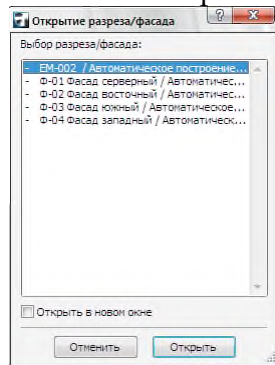 Открытие разреза/фасада
Выбор разреза/фасада:
- ЕМ-002 / Автоматическое построение...
- Ф-01 Фасад серверный / Автоматичес...
- Ф-02 Фасад восточный / Автоматичес...
- Ф-03 Фасад южный / Автоматическое...
- Ф-04 Фасад западный / Автоматическ...
Открыть в новом окне
Отменить Открыть